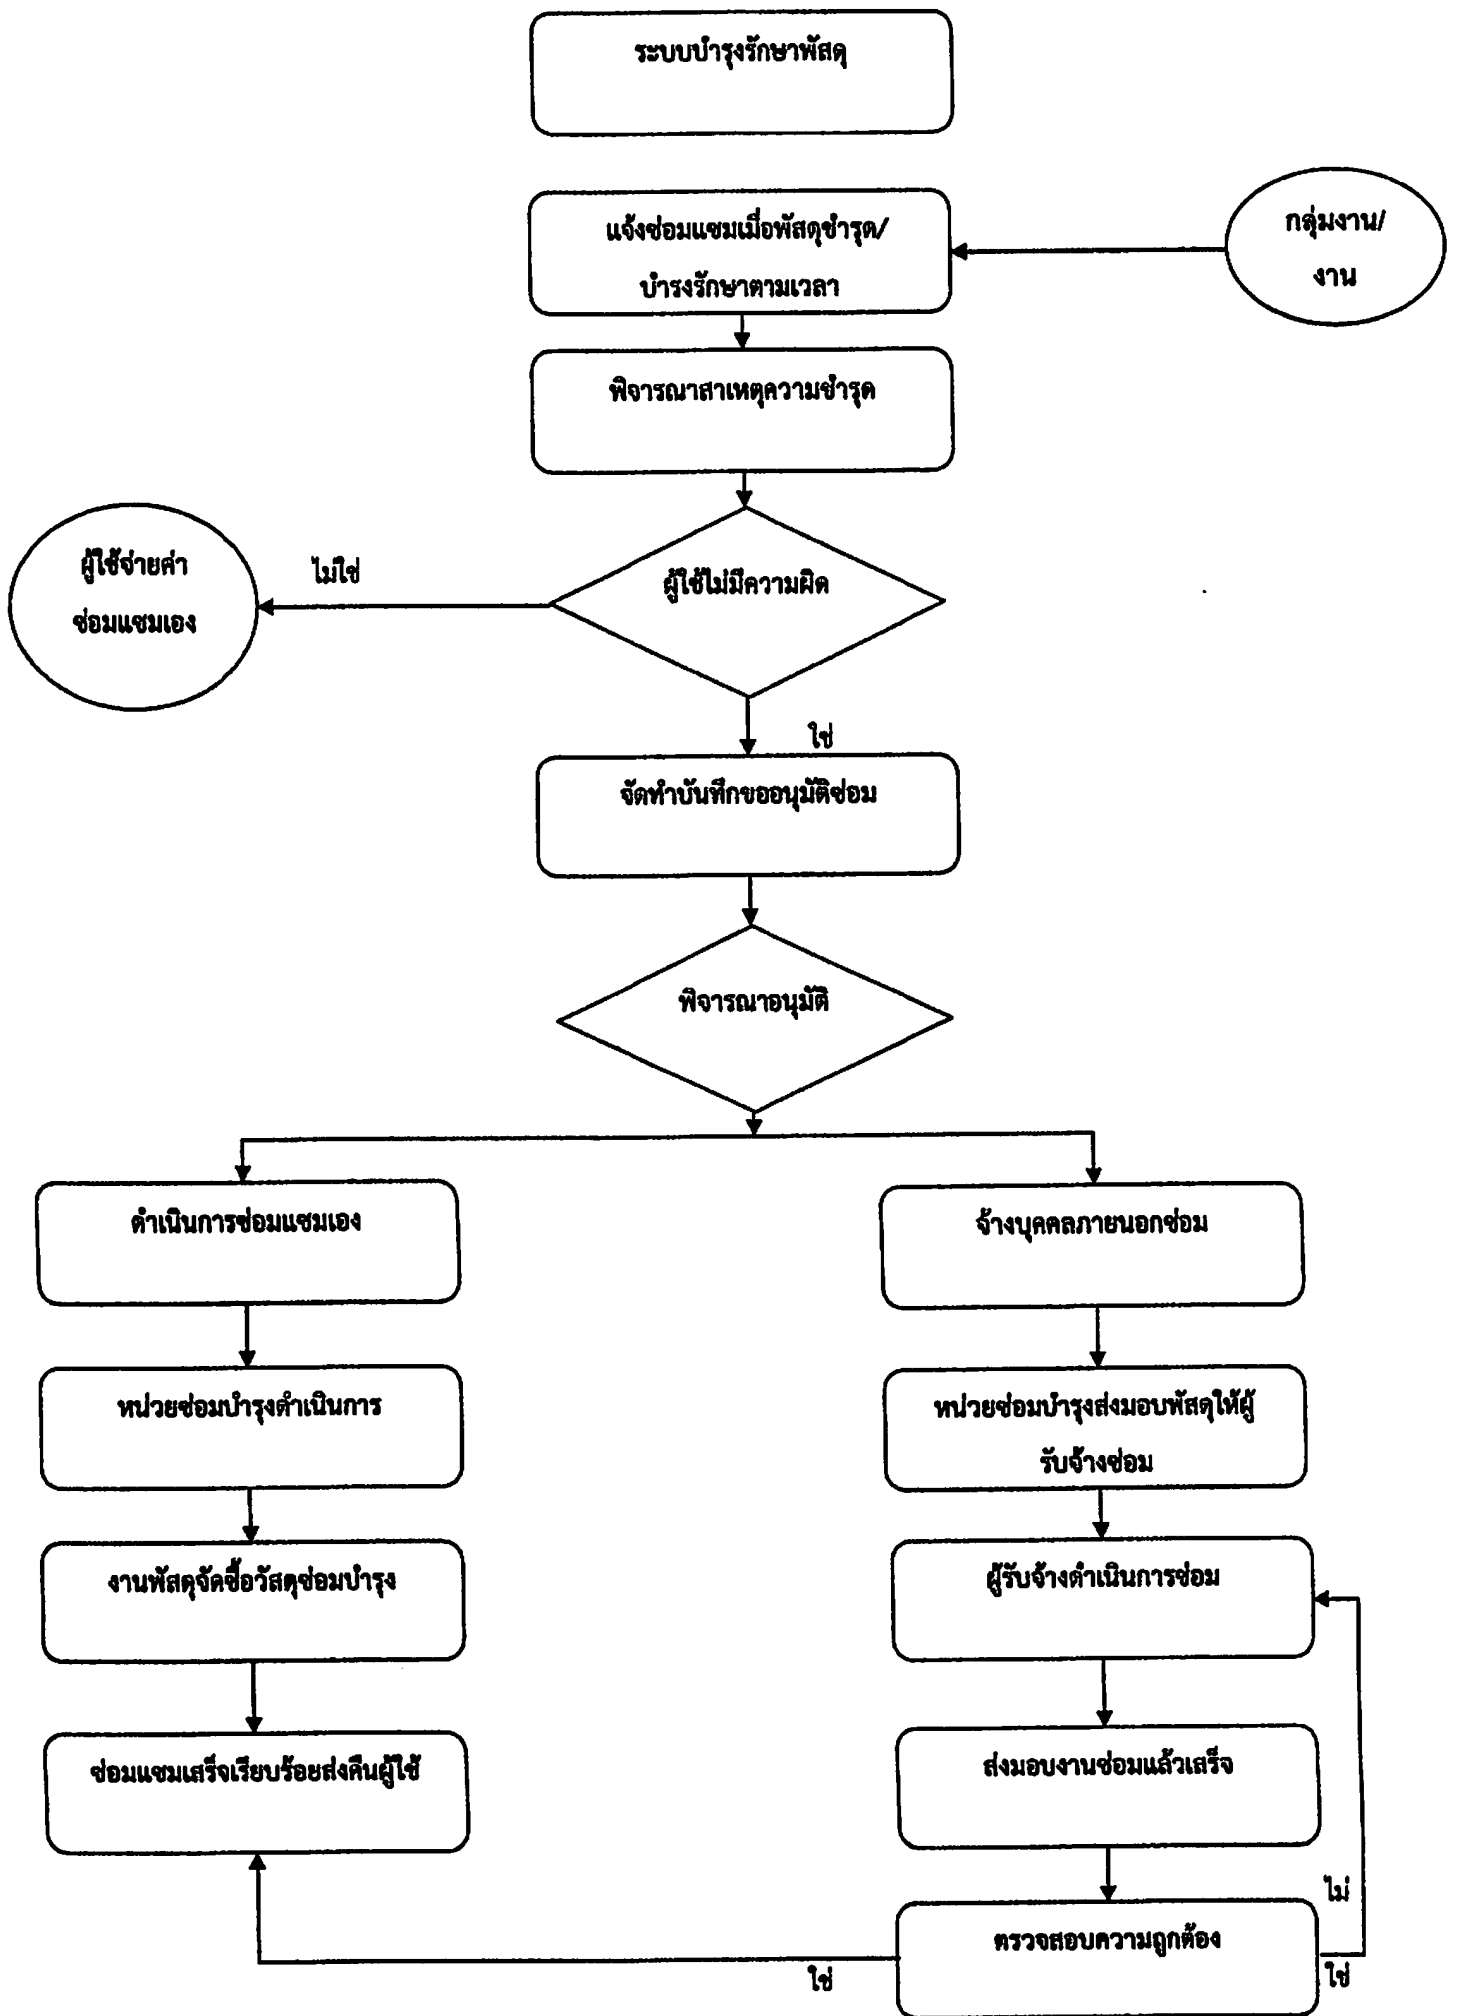 ระบบบำรุงรักษาพัสดุ
แจ้งซ่อมแซมเมื่อพัสดุชำรุด/
บำรงรักษาตามเวลา
กลุ่มงาน/
งาน
พิจารณาสาเหตุความชำรุด
ผู้ใช้จ่ายค่า
ซ่อมแซมเอง
ไม่ใช่
ผู้ใช้ไม่มีความผิด
ใช่
จัดทำบันทึกขออนุมัติซ่อม
พิจารณาอนุมัติ
ดำเนินการซ่อมแซมเอง
จ้างบุคคลภายนอกซ่อม
หน่วยซ่อมบำรุงดำเนินการ
หน่วยซ่อมบำรุงส่งมอบพัสดุให้ผู้
รับจ้างซ่อม
งานพัสดุจัดซื้อวัสดุซ่อมบำรุง
ผู้รับจ้างดำเนินการซ่อม
ซ่อมแซมเสร็จเรียบร้อยส่งคืนผู้ใช้
ส่งมอบงานซ่อมแล้วเสร็จ
ไม่
ตรวจสอบความถูกต้อง
ใช่
ใช่